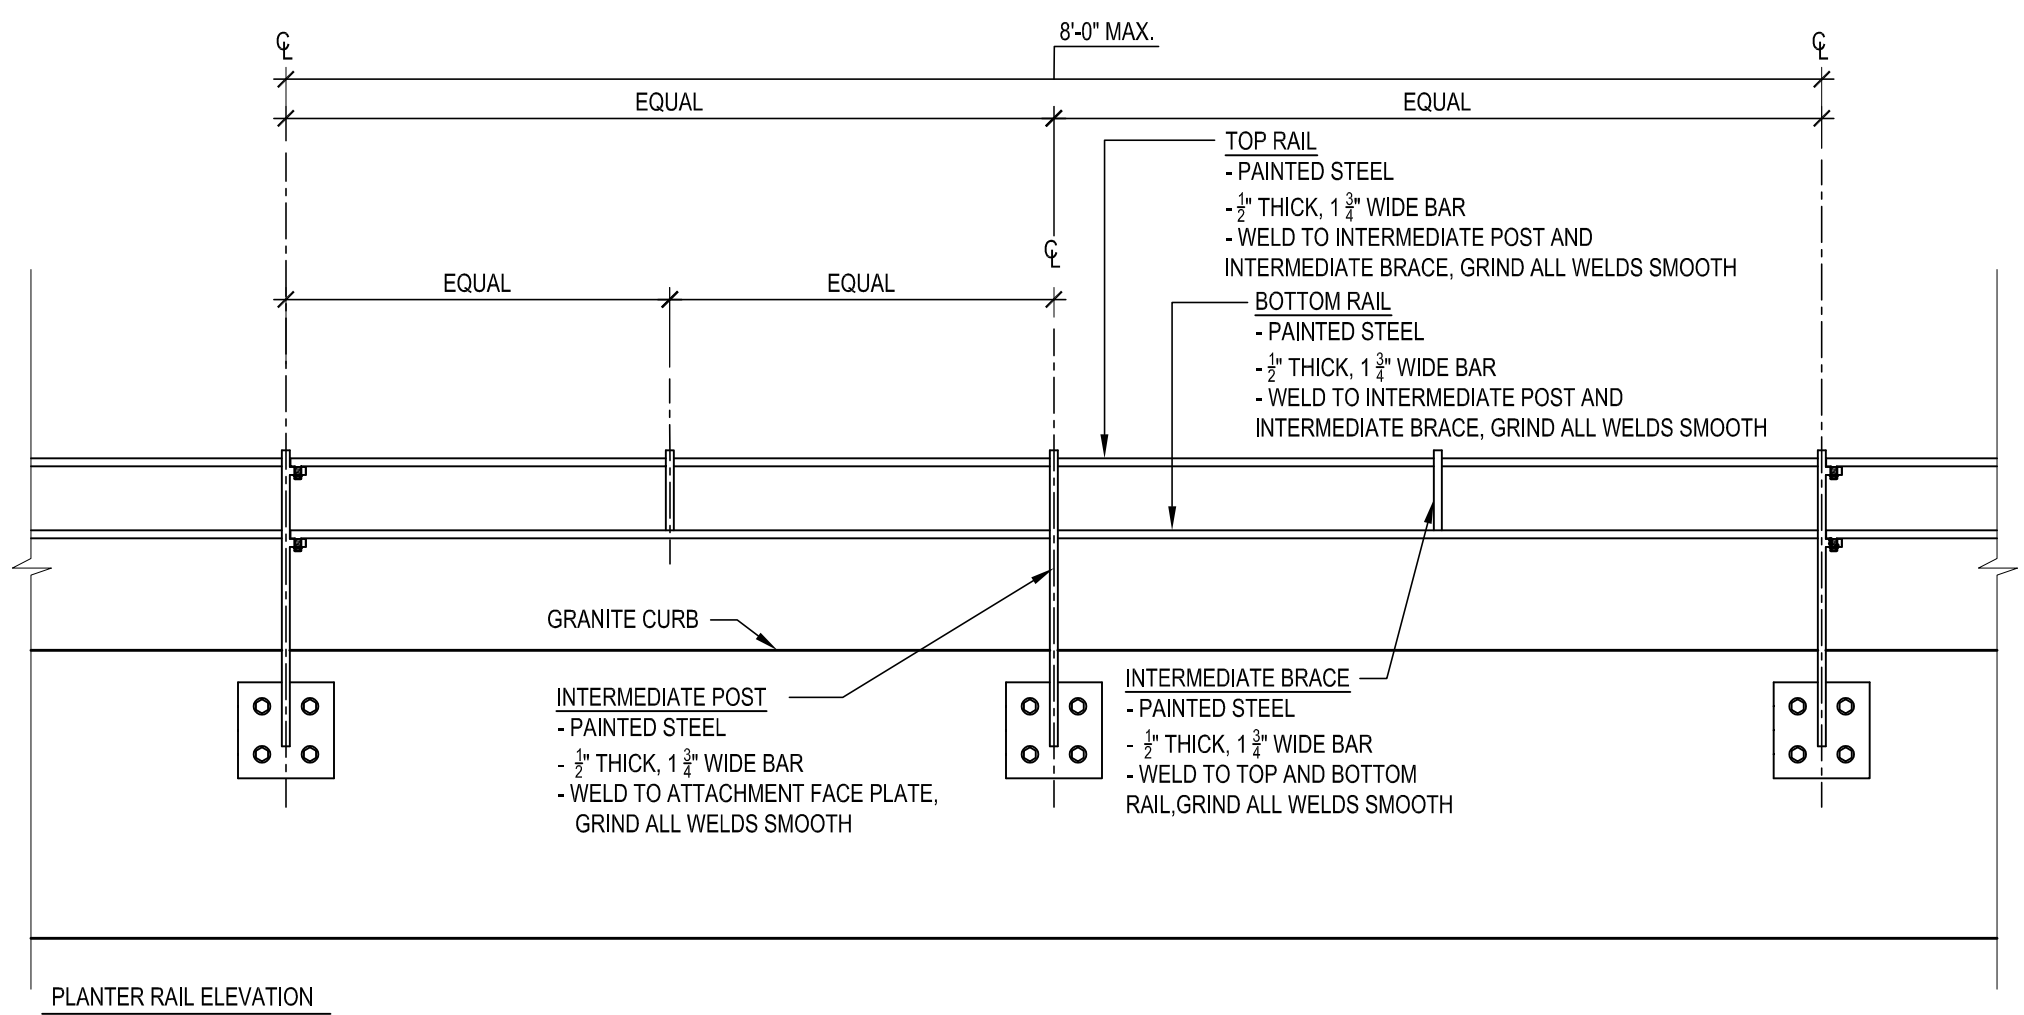 8'-0" MAX.
℄
℄
EQUAL
EQUAL
TOP RAIL
- PAINTED STEEL
- 1/2" THICK, 1 3/4" WIDE BAR
- WELD TO INTERMEDIATE POST AND
INTERMEDIATE BRACE, GRIND ALL WELDS SMOOTH
℄
EQUAL
EQUAL
BOTTOM RAIL
- PAINTED STEEL
- 1/2" THICK, 1 3/4" WIDE BAR
- WELD TO INTERMEDIATE POST AND
INTERMEDIATE BRACE, GRIND ALL WELDS SMOOTH
GRANITE CURB
INTERMEDIATE POST
- PAINTED STEEL
- 1/2" THICK, 1 3/4" WIDE BAR
- WELD TO ATTACHMENT FACE PLATE,
GRIND ALL WELDS SMOOTH
INTERMEDIATE BRACE
- PAINTED STEEL
- 1/2" THICK, 1 3/4" WIDE BAR
- WELD TO TOP AND BOTTOM
RAIL,GRIND ALL WELDS SMOOTH
PLANTER RAIL ELEVATION